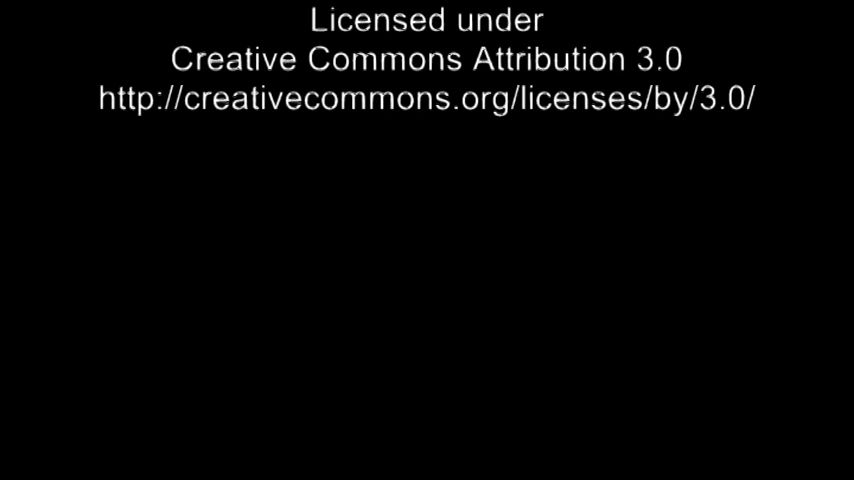 Licensed under
Creative Commons Attribution 3.0
http://creativecommons.org/licenses/by/3.0/